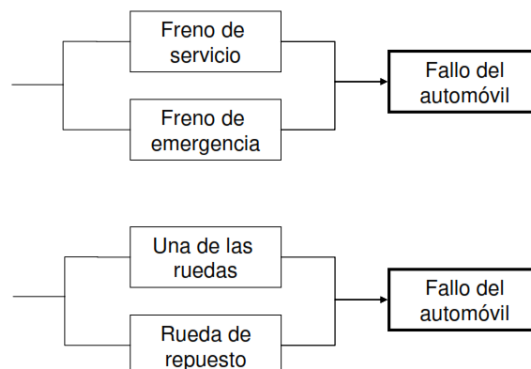 Freno de
servicio
Freno de
emergencia
Fallo del
automóvil
Una de las
ruedas
Rueda de
repuesto
Fallo del
automóvil